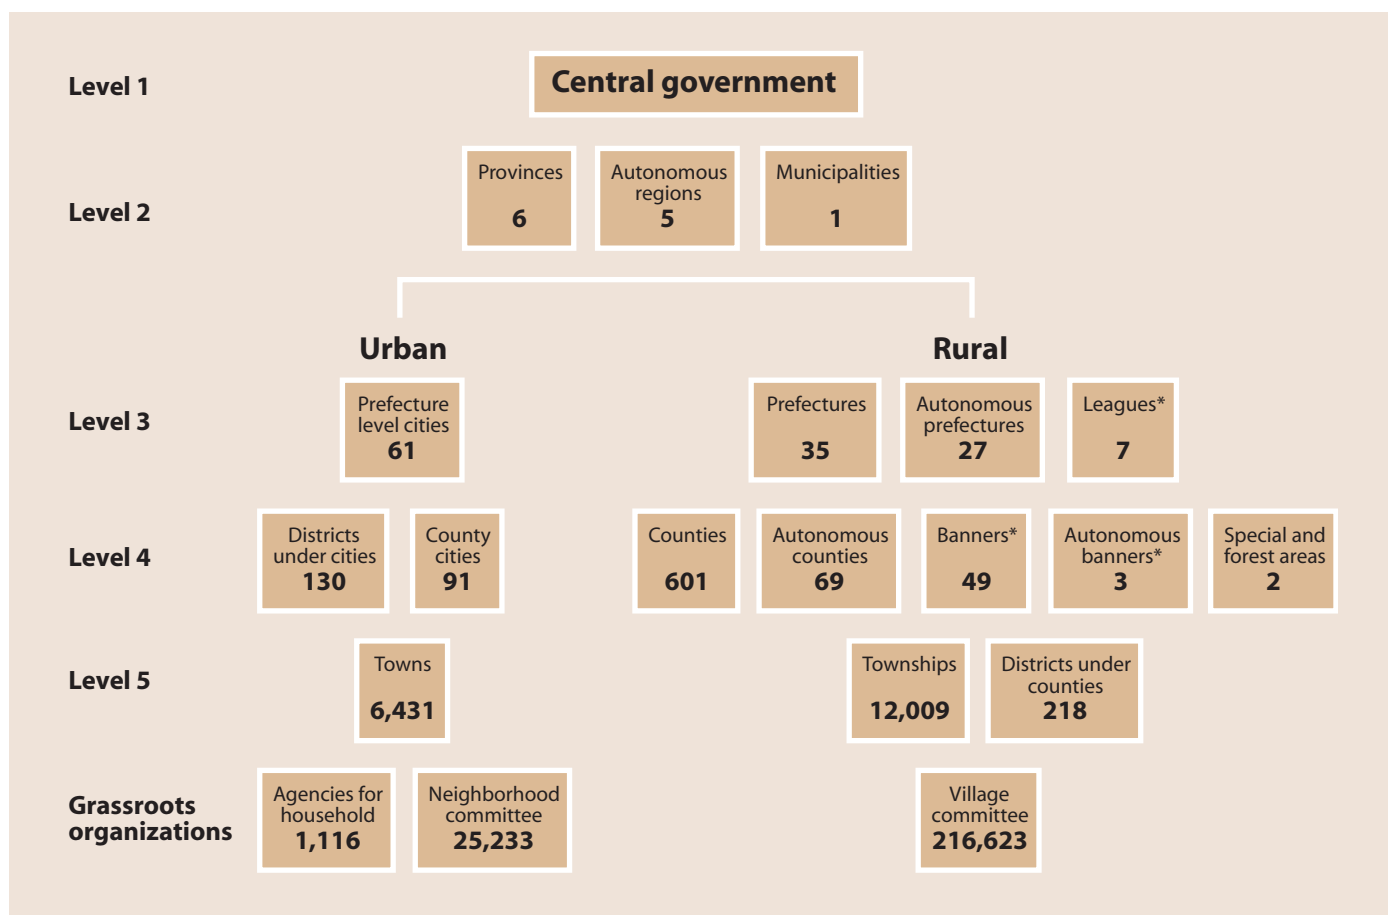 Level 1
Central government
Level 2
Provinces
6
Autonomous
regions
5
Municipalities
1
Urban
Rural
Level 3
Prefecture
level cities
61
Prefectures
35
Autonomous
prefectures
27
Leagues*
7
Level 4
Districts
under cities
130
County
cities
91
Counties
601
Autonomous
counties
69
Banners*
49
Autonomous
banners*
3
Special and
forest areas
2
Level 5
Towns
6,431
Townships
12,009
Districts under
counties
218
Grassroots
organizations
Agencies for
household
1,116
Neighborhood
committee
25,233
Village
committee
216,623